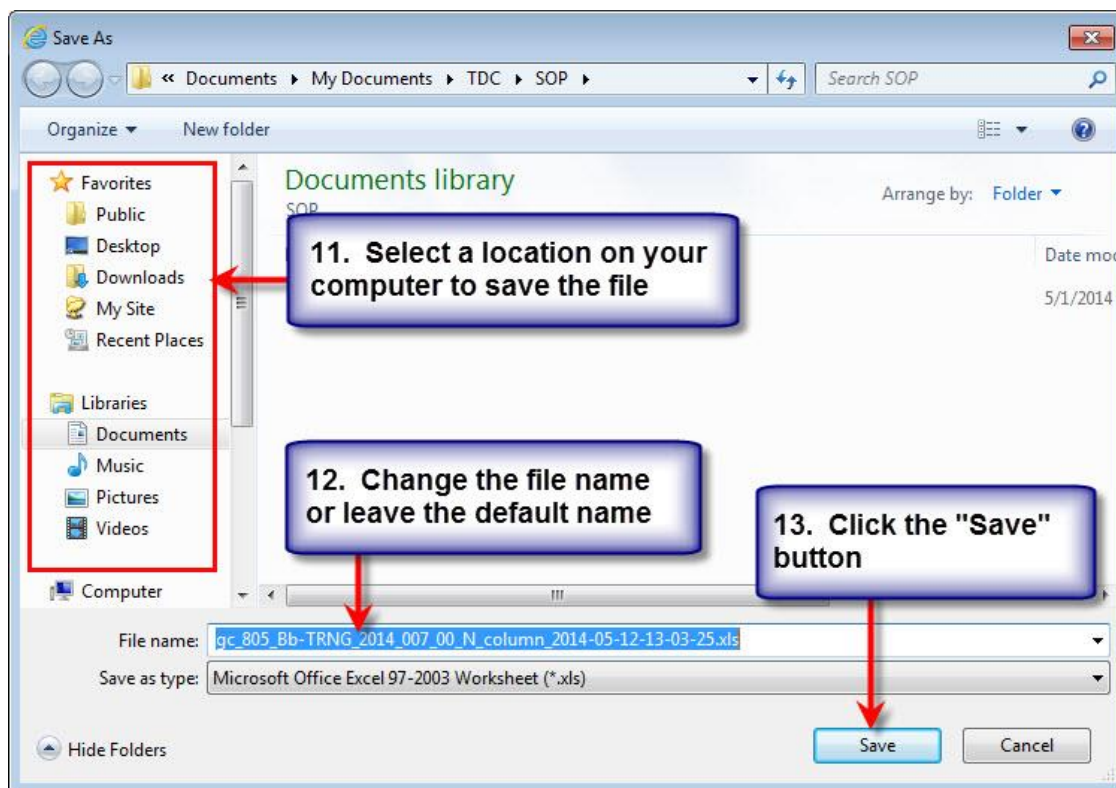 Save As
« Documents ▸ My Documents ▸ TDC ▸ SOP ▸
Search SOP
Organize ▾ New folder
Favorites
Public
Desktop
Downloads
My Site
Recent Places
Libraries
Documents
Music
Pictures
Videos
Computer
Documents library
SOP
Arrange by: Folder ▾
Date mod
5/1/2014
11. Select a location on your
computer to save the file
12. Change the file name
or leave the default name
13. Click the "Save"
button
File name: gc_805_Bb-TRNG_2014_007_00_N_column_2014-05-12-13-03-25.xls
Save as type: Microsoft Office Excel 97-2003 Worksheet (*.xls)
Hide Folders
Save
Cancel